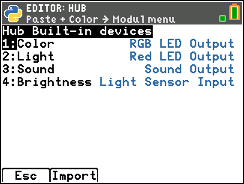 EDITOR: HUB
Paste + Color → Modul menu
Hub Built-in devices
1:Color RGB LED Output
2:Light Red LED Output
3:Sound Sound Output
4:Brightness Light Sensor Input
Esc Import